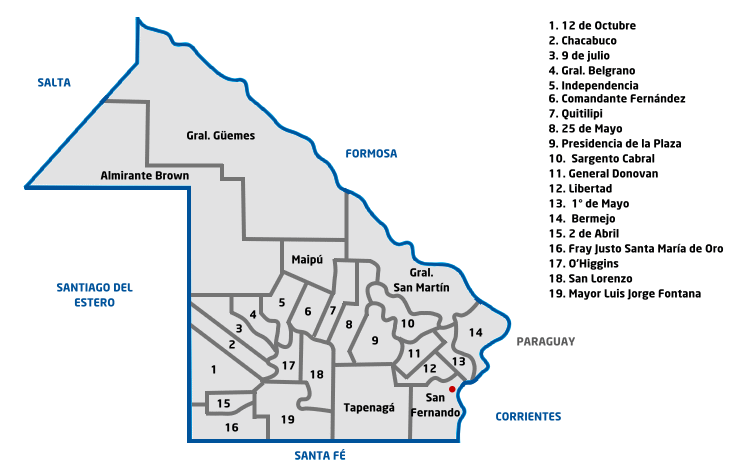 SALTA
Gral. Güemes
FORMOSA
Almirante Brown
SANTIAGO DEL
ESTERO
Maipú
Gral.
San Martín
5
6
7
4
3
8
10
14
2
9
11
13
12
1
17
18
15
16
19
Tapenagá
San
Fernando
PARAGUAY
CORRIENTES
SANTA FÉ
1. 12 de Octubre
2. Chacabuco
3. 9 de julio
4. Gral. Belgrano
5. Independencia
6. Comandante Fernández
7. Quitilipi
8. 25 de Mayo
9. Presidencia de la Plaza
10. Sargento Cabral
11. General Donovan
12. Libertad
13. 1° de Mayo
14. Bermejo
15. 2 de Abril
16. Fray Justo Santa María de Oro
17. O'Higgins
18. San Lorenzo
19. Mayor Luis Jorge Fontana